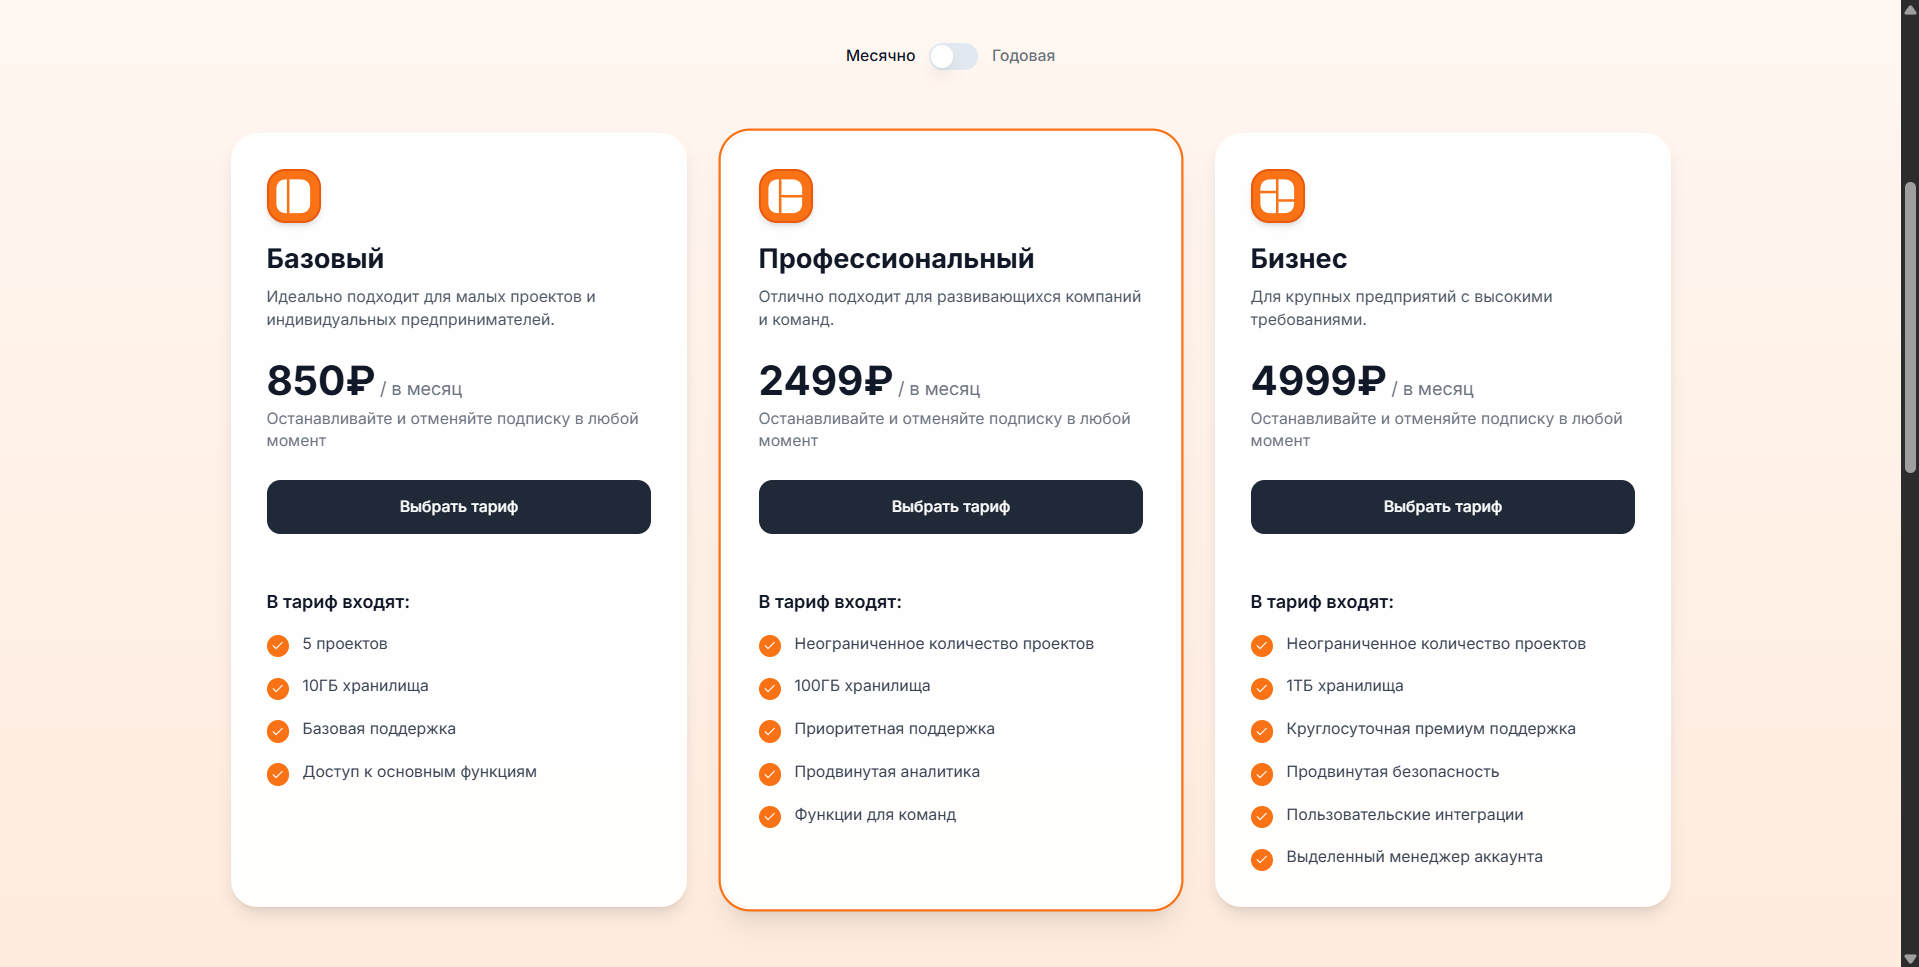 Месячно Годовая
Базовый
Идеально подходит для малых проектов и
индивидуальных предпринимателей.
850₽ / в месяц
Останавливайте и отменяйте подписку в любой
момент
Выбрать тариф
В тариф входят:
5 проектов
10ГБ хранилища
Базовая поддержка
Доступ к основным функциям
Профессиональный
Отлично подходит для развивающихся компаний
и команд.
2499₽ / в месяц
Останавливайте и отменяйте подписку в любой
момент
Выбрать тариф
В тариф входят:
Неограниченное количество проектов
100ГБ хранилища
Приоритетная поддержка
Продвинутая аналитика
Функции для команд
Бизнес
Для крупных предприятий с высокими
требованиями.
4999₽ / в месяц
Останавливайте и отменяйте подписку в любой
момент
Выбрать тариф
В тариф входят:
Неограниченное количество проектов
1ТБ хранилища
Круглосуточная премиум поддержка
Продвинутая безопасность
Пользовательские интеграции
Выделенный менеджер аккаунта